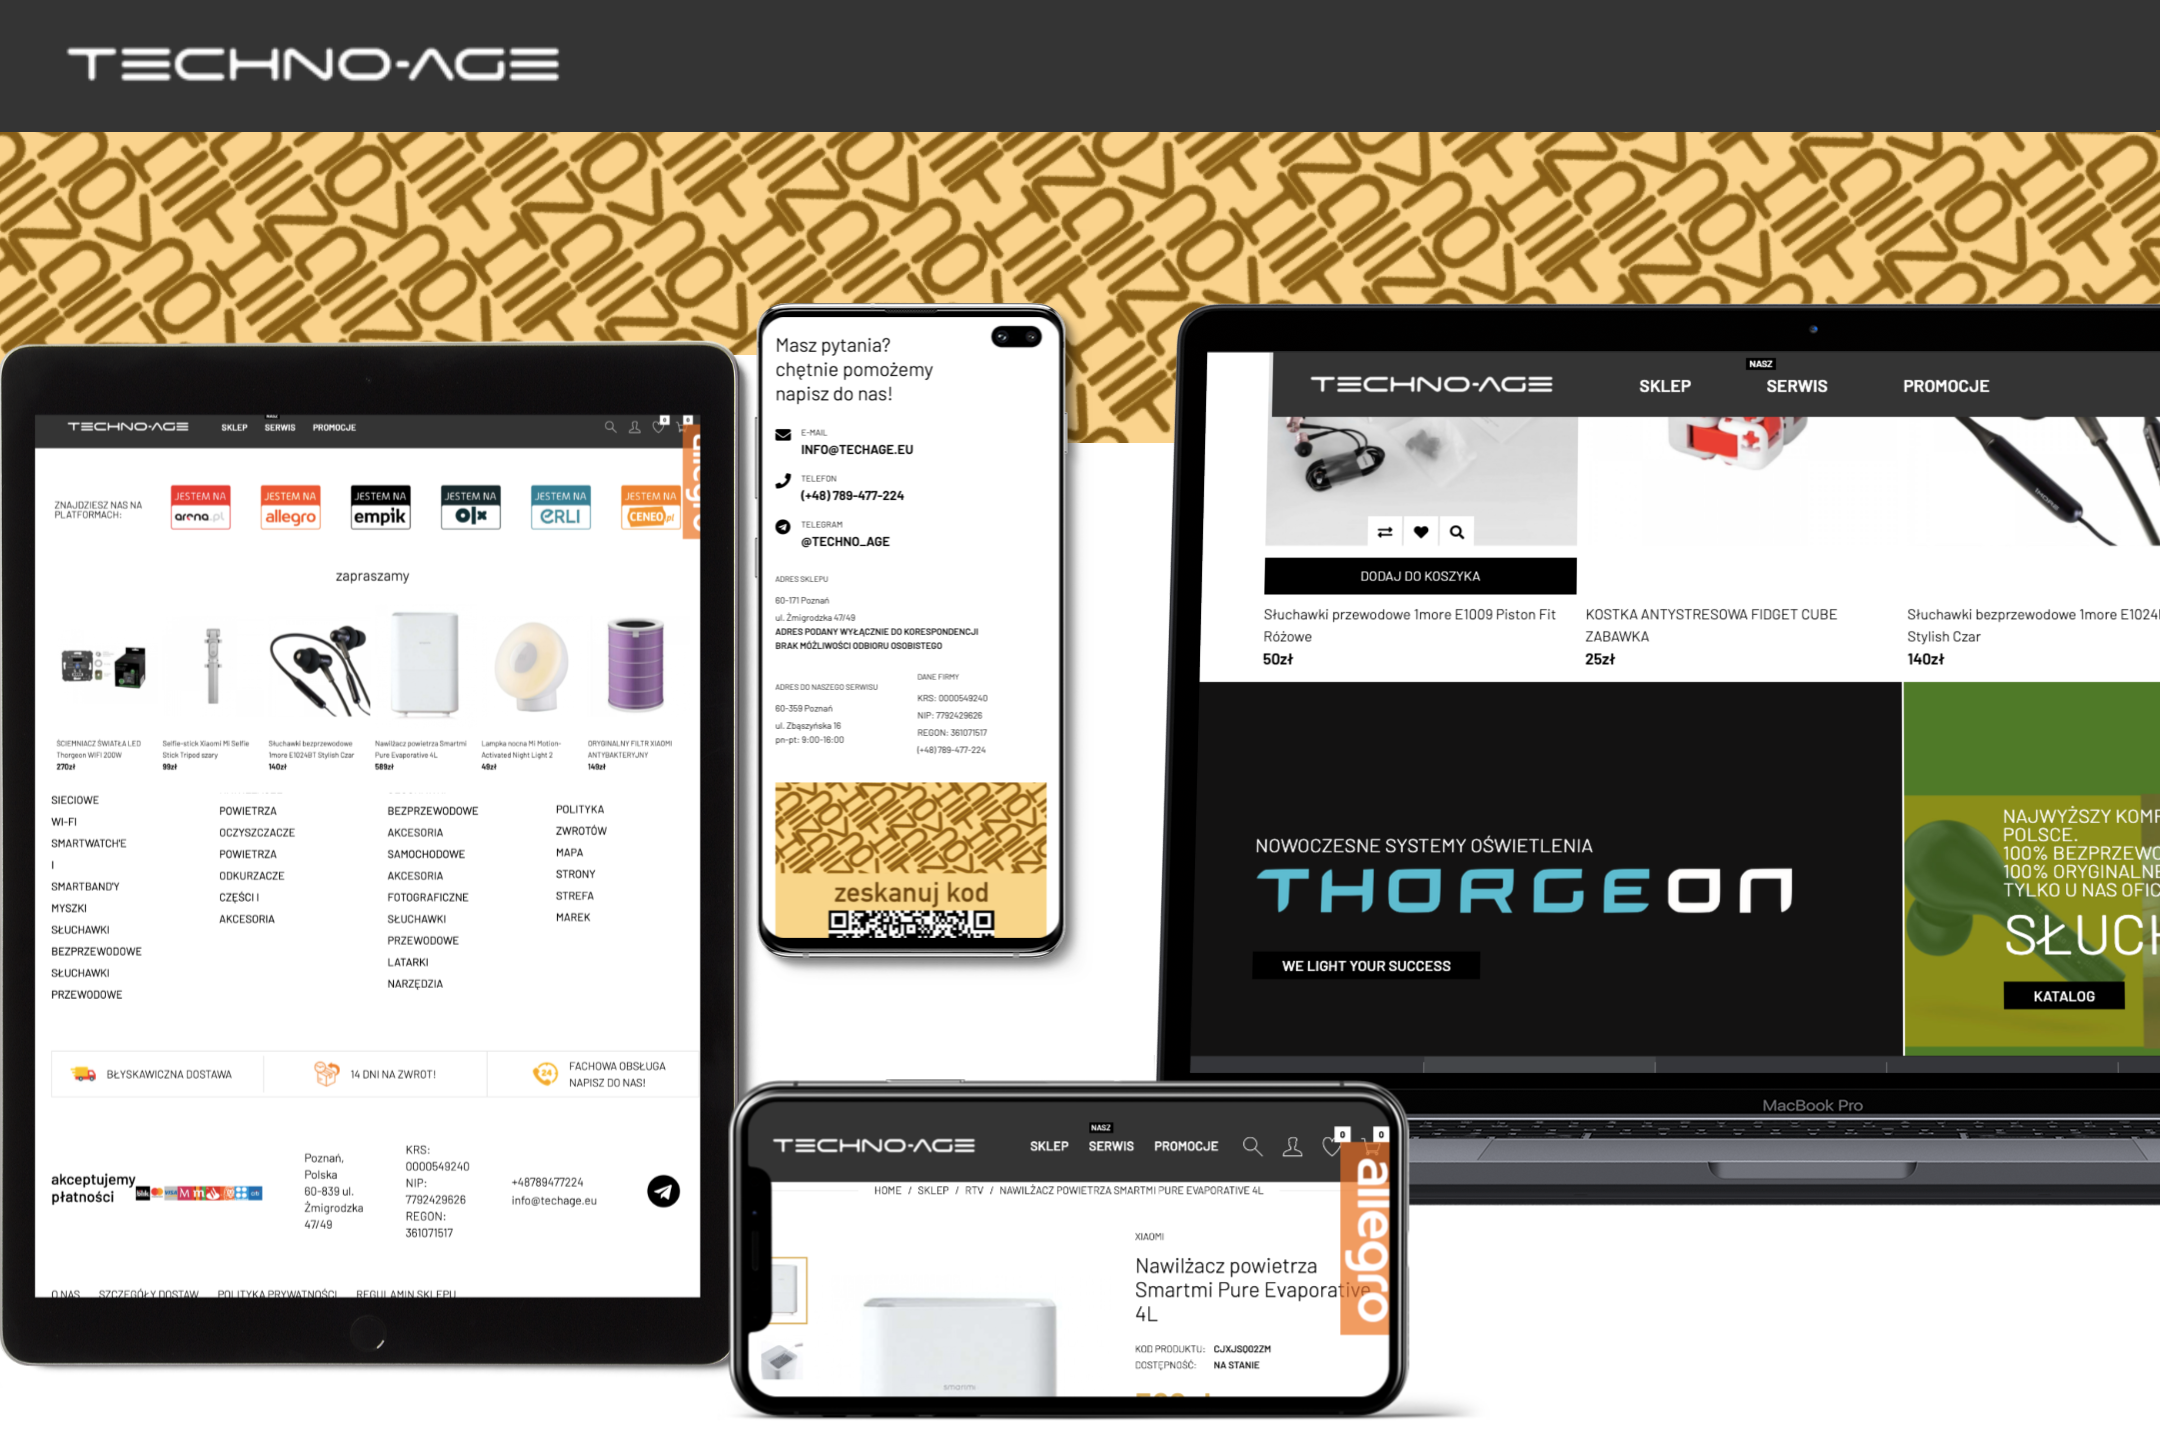 TECHNO-AGE
TECHNO-AGE
NASZ
SKLEP
SERWIS
PROMOCJE
0
0
allegro
ZNAJDZIESZ NAS NA
PLATFORMACH:
JESTEM NA
arena.pl
JESTEM NA
allegro
JESTEM NA
empik
JESTEM NA
olx
JESTEM NA
ERLI
JESTEM NA
CENEO.pl
zapraszamy
ŚCIEMNIACZ ŚWIATŁA LED
Thorgeon WIFI 200W
270zł
Selfie-stick Xiaomi Mi Selfie
Stick Tripod szary
99zł
Słuchawki bezprzewodowe
1more E1024BT Stylish Czar
140zł
Nawilżacz powietrza Smartmi
Pure Evaporative 4L
589zł
Lampka nocna Mi Motion-
Activated Night Light 2
49zł
ORYGINALNY FILTR XIAOMI
ANTYBAKTERYJNY
149zł
SIECIOWE
WI-FI
SMARTWATCH'E
I
SMARTBAND'Y
MYSZKI
SŁUCHAWKI
BEZPRZEWODOWE
SŁUCHAWKI
PRZEWODOWE
POWIETRZA
OCZYSZCZACZE
POWIETRZA
ODKURZACZE
CZĘŚCI I
AKCESORIA
BEZPRZEWODOWE
AKCESORIA
SAMOCHODOWE
AKCESORIA
FOTOGRAFICZNE
SŁUCHAWKI
PRZEWODOWE
LATARKI
NARZĘDZIA
POLITYKA
ZWROTÓW
MAPA
STRONY
STREFA
MAREK
BŁYSKAWICZNA DOSTAWA
14 DNI NA ZWROT!
24
FACHOWA OBSŁUGA
NAPISZ DO NAS!
akceptujemy
płatności
Poznań,
Polska
60-839 ul.
Żmigrodzka
47/49
KRS:
0000549240
NIP:
7792429626
REGON:
361071517
+48789477224
info@techage.eu
O NAS
SZCZEGÓŁY DOSTAW
POLITYKA PRYWATNOŚCI
REGULAMIN SKLEPU
Masz pytania?
chętnie pomożemy
napisz do nas!
E-MAIL
INFO@TECHAGE.EU
TELEFON
(+48) 789-477-224
TELEGRAM
@TECHNO_AGE
ADRES SKLEPU
60-171 Poznań
ul. Żmigrodzka 47/49
ADRES PODANY WYŁĄCZNIE DO KORESPONDENCJI
BRAK MOŻLIWOŚCI ODBIORU OSOBISTEGO
ADRES DO NASZEGO SERWISU
60-359 Poznań
ul. Zbąszyńska 16
pn-pt: 9:00-16:00
DANE FIRMY
KRS: 0000549240
NIP: 7792429626
REGON: 361071517
(+48) 789-477-224
zeskanuj kod
TECHNO-AGE
SKLEP
NASZ
SERWIS
PROMOCJE
DODAJ DO KOSZYKA
Słuchawki przewodowe 1more E1009 Piston Fit
Różowe
50zł
KOSTKA ANTYSTRESOWA FIDGET CUBE
ZABAWKA
25zł
Słuchawki bezprzewodowe 1more E1024
Stylish Czar
140zł
NOWOCZESNE SYSTEMY OŚWIETLENIA
THORGEON
WE LIGHT YOUR SUCCESS
NAJWYŻSZY KOMF
POLSCE.
100% BEZPRZEWO
100% ORYGINALNE
TYLKO U NAS OFIC
SŁUCH
KATALOG
MacBook Pro
TECHNO-AGE
SKLEP
NASZ
SERWIS
PROMOCJE
0
0
allegro
HOME / SKLEP / RTV / NAWILŻACZ POWIETRZA SMARTMI PURE EVAPORATIVE 4L
XIAOMI
Nawilżacz powietrza
Smartmi Pure Evaporative
4L
KOD PRODUKTU: CJXJSQ02ZM
DOSTĘPNOŚĆ: NA STANIE
smartmi